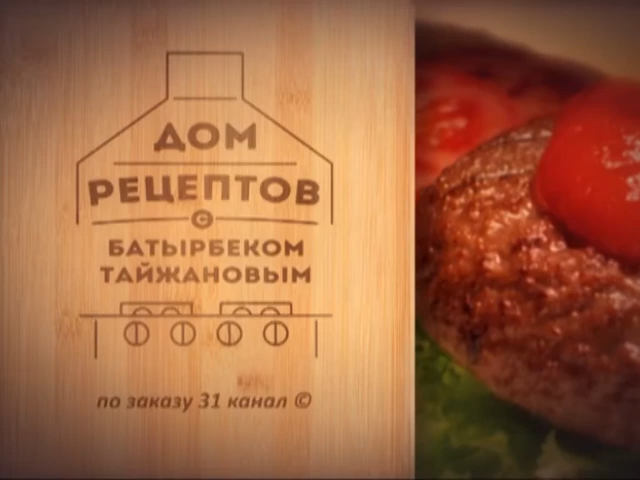 ДОМ
РЕЦЕПТОВ
С
БАТЫРБЕКОМ
ТАЙЖАНОВЫМ
по заказу 31 канал ©